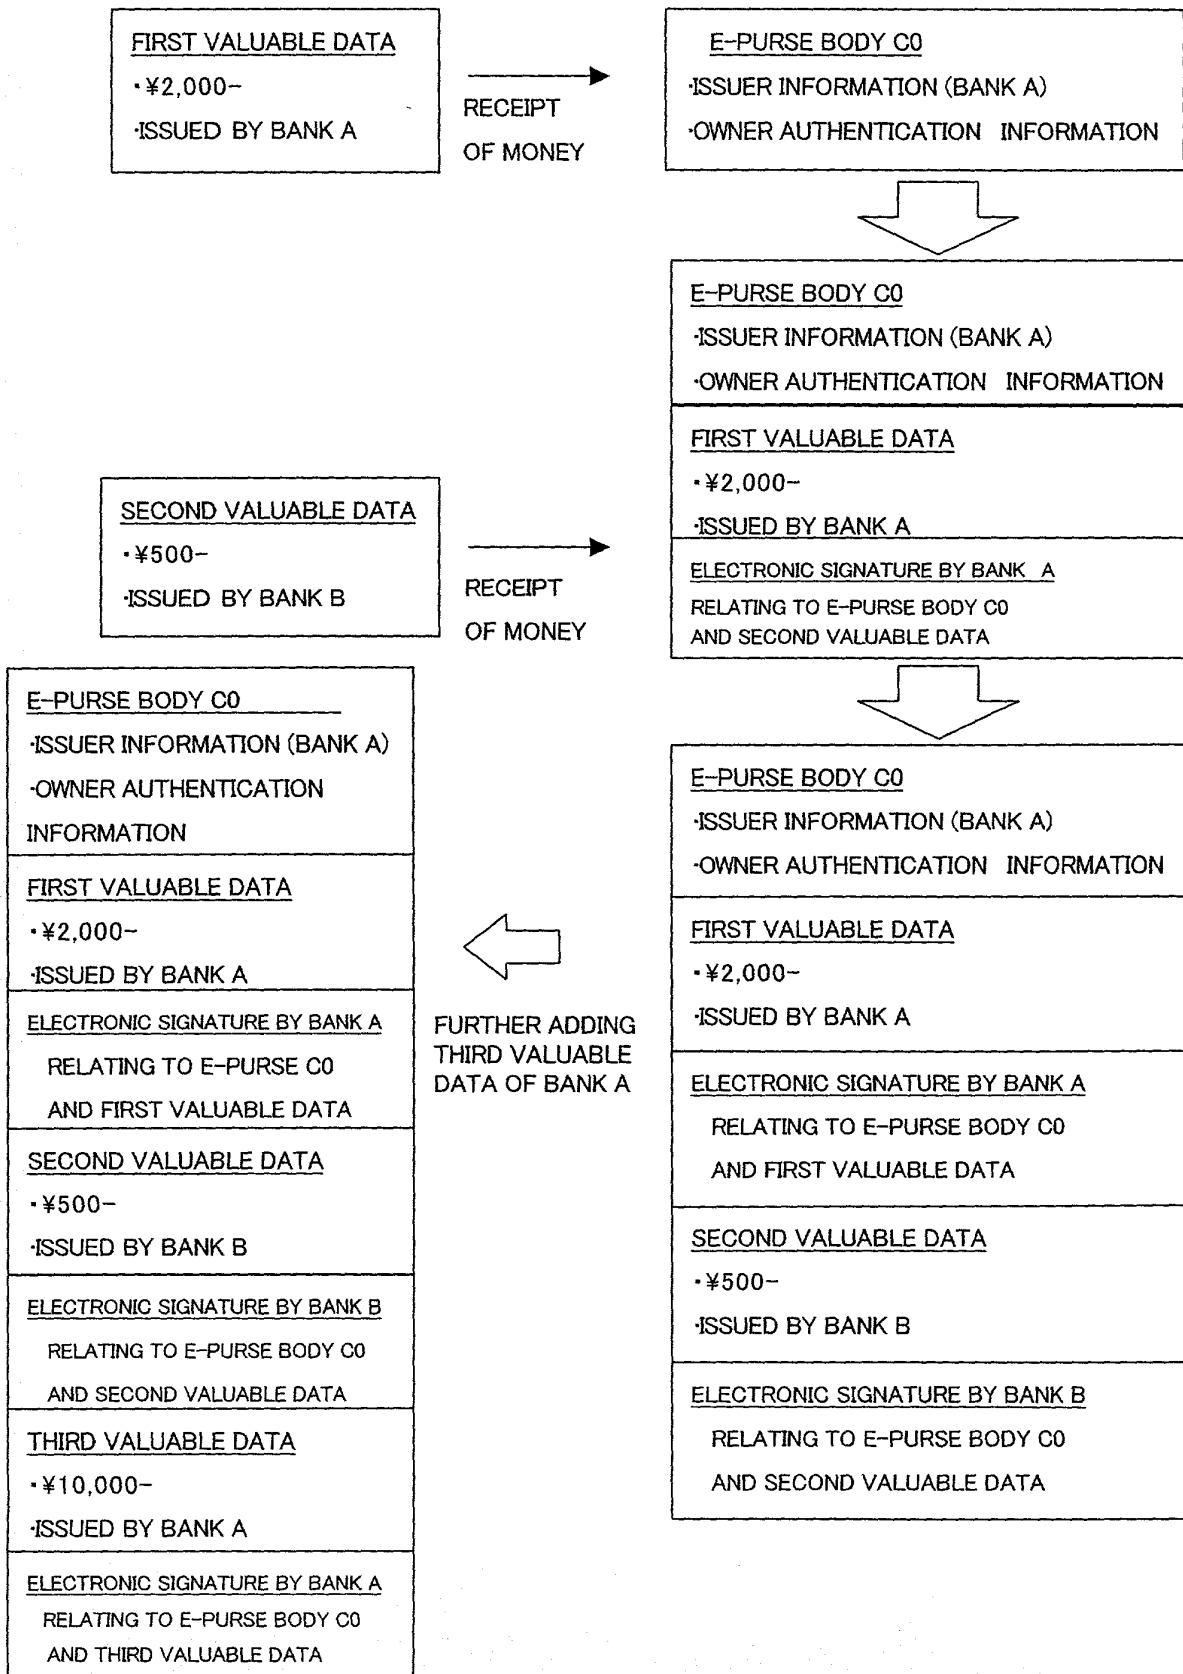 FIRST VALUABLE DATA
·¥2,000-
·ISSUED BY BANK A
RECEIPT
OF MONEY
E-PURSE BODY C0
·ISSUER INFORMATION (BANK A)
·OWNER AUTHENTICATION INFORMATION
E-PURSE BODY C0
·ISSUER INFORMATION (BANK A)
·OWNER AUTHENTICATION INFORMATION
FIRST VALUABLE DATA
·¥2,000-
·ISSUED BY BANK A
ELECTRONIC SIGNATURE BY BANK A
RELATING TO E-PURSE BODY C0
AND SECOND VALUABLE DATA
SECOND VALUABLE DATA
·¥500-
·ISSUED BY BANK B
RECEIPT
OF MONEY
E-PURSE BODY C0
·ISSUER INFORMATION (BANK A)
·OWNER AUTHENTICATION INFORMATION
FIRST VALUABLE DATA
·¥2,000-
·ISSUED BY BANK A
ELECTRONIC SIGNATURE BY BANK A
RELATING TO E-PURSE BODY C0
AND FIRST VALUABLE DATA
SECOND VALUABLE DATA
·¥500-
·ISSUED BY BANK B
ELECTRONIC SIGNATURE BY BANK B
RELATING TO E-PURSE BODY C0
AND SECOND VALUABLE DATA
FURTHER ADDING
THIRD VALUABLE
DATA OF BANK A
E-PURSE BODY C0
·ISSUER INFORMATION (BANK A)
·OWNER AUTHENTICATION
INFORMATION
FIRST VALUABLE DATA
·¥2,000-
·ISSUED BY BANK A
ELECTRONIC SIGNATURE BY BANK A
RELATING TO E-PURSE C0
AND FIRST VALUABLE DATA
SECOND VALUABLE DATA
·¥500-
·ISSUED BY BANK B
ELECTRONIC SIGNATURE BY BANK B
RELATING TO E-PURSE BODY C0
AND SECOND VALUABLE DATA
THIRD VALUABLE DATA
·¥10,000-
·ISSUED BY BANK A
ELECTRONIC SIGNATURE BY BANK A
RELATING TO E-PURSE BODY C0
AND THIRD VALUABLE DATA